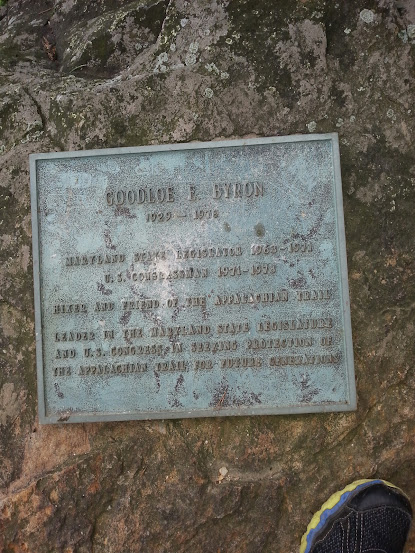 GOODLOE E. BYRON
1929 — 1978
MARYLAND STATE LEGISLATOR 1963-1971
U.S. CONGRESSMAN 1971-1978
HIKER AND FRIEND OF THE APPALACHIAN TRAIL
LEADER IN THE MARYLAND STATE LEGISLATURE
AND U.S. CONGRESS IN SEEKING PROTECTION OF
THE APPALACHIAN TRAIL FOR FUTURE GENERATIONS